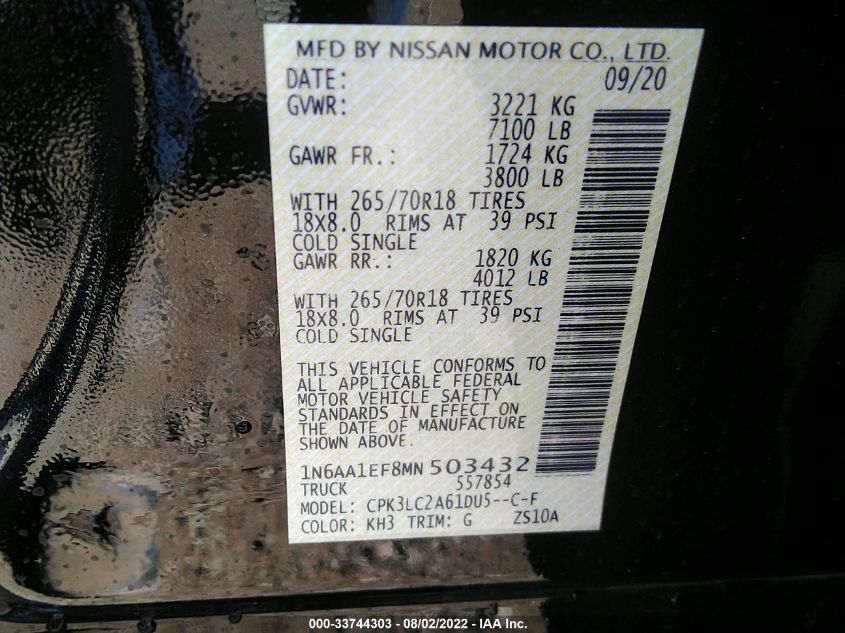 MFD BY NISSAN MOTOR CO., LTD.
DATE: 09/20
GVWR: 3221 KG
7100 LB
GAWR FR.: 1724 KG
3800 LB
WITH 265/70R18 TIRES
18X8.0 RIMS AT 39 PSI
COLD SINGLE
GAWR RR.: 1820 KG
4012 LB
WITH 265/70R18 TIRES
18X8.0 RIMS AT 39 PSI
COLD SINGLE
THIS VEHICLE CONFORMS TO
ALL APPLICABLE FEDERAL
MOTOR VEHICLE SAFETY
STANDARDS IN EFFECT ON
THE DATE OF MANUFACTURE
SHOWN ABOVE.
1N6AA1EF8MN 503432
TRUCK 557854
MODEL: CPK3LC2A61DU5--C-F
COLOR: KH3 TRIM: G ZS10A
000-33744303 - 08/02/2022 - IAA Inc.